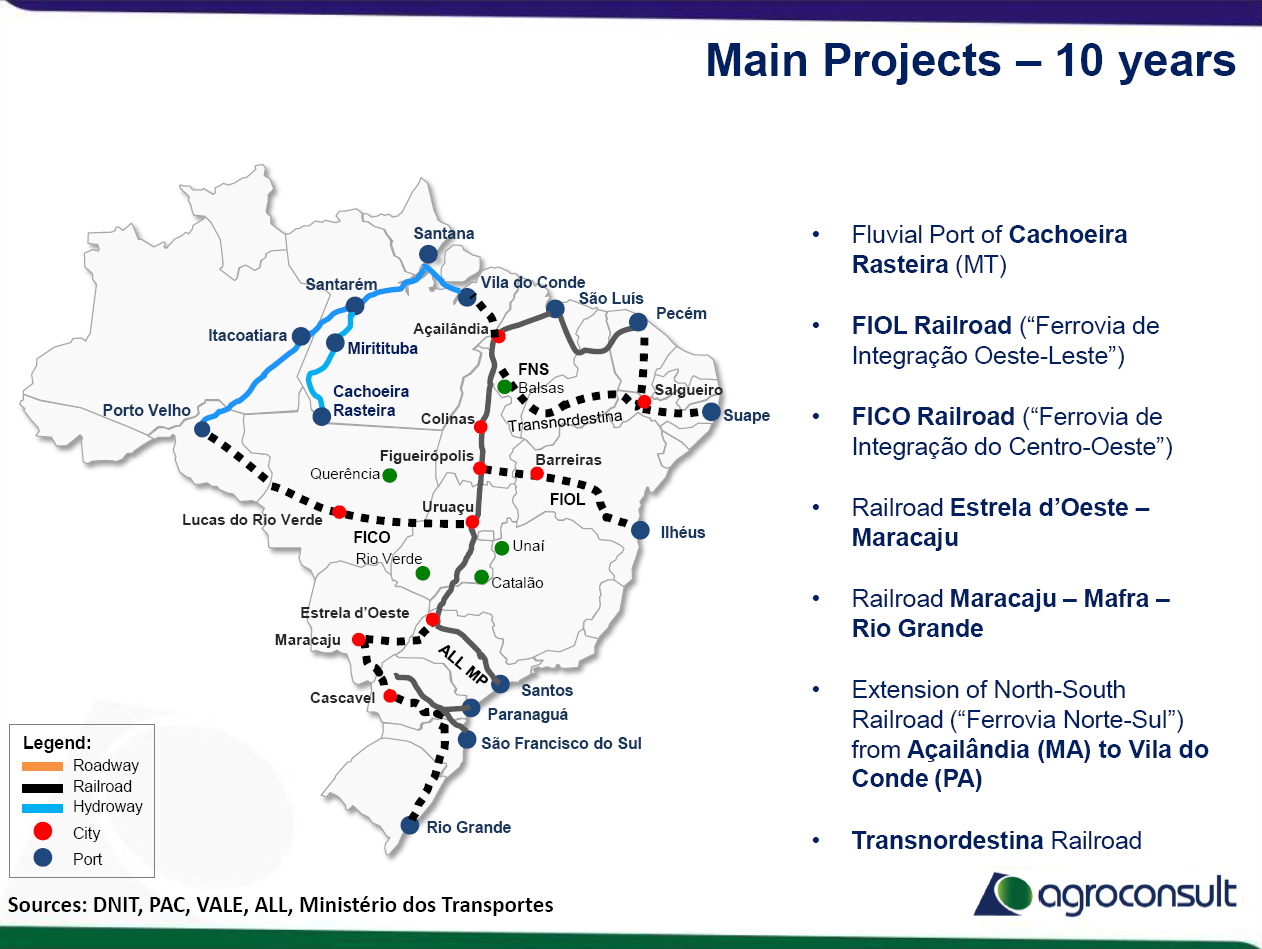 Main Projects – 10 years
Santana
Santarém
Vila do Conde
São Luís
Pecém
Itacoatiara
Açailândia
Miritituba
FNS
Balsas
Cachoeira
Rasteira
Salgueiro
Porto Velho
Suape
Transnordestina
Colinas
Figueirópolis
Barreiras
Querência
FIOL
Uruaçu
Lucas do Rio Verde
Ilhéus
FICO
Unaí
Rio Verde
Catalão
Estrela d’Oeste
Maracaju
ALL MP
Santos
Cascavel
Paranaguá
São Francisco do Sul
Rio Grande
Legend:
Roadway
Railroad
Hydroway
City
Port
• Fluvial Port of Cachoeira
Rasteira (MT)
• FIOL Railroad (“Ferrovia de
Integração Oeste-Leste”)
• FICO Railroad (“Ferrovia de
Integração do Centro-Oeste”)
• Railroad Estrela d’Oeste –
Maracaju
• Railroad Maracaju – Mafra –
Rio Grande
• Extension of North-South
Railroad (“Ferrovia Norte-Sul”)
from Açailândia (MA) to Vila do
Conde (PA)
• Transnordestina Railroad
Sources: DNIT, PAC, VALE, ALL, Ministério dos Transportes
agroconsult